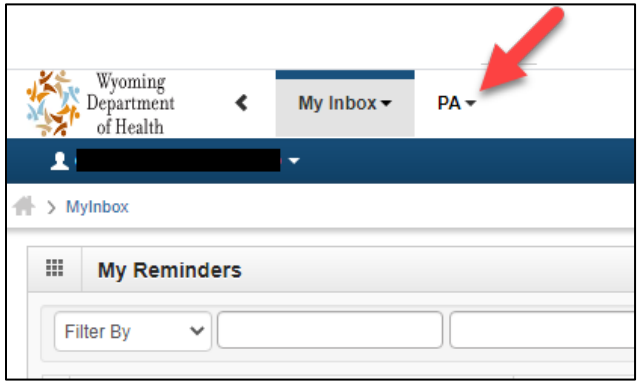 Wyoming
Department
of Health
My Inbox
PA
MyInbox
My Reminders
Filter By